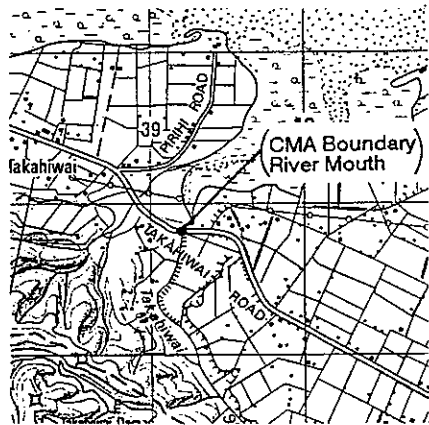 39
PIRIHI ROAD
(CMA Boundary
River Mouth)
Takahiwai
TAKAHIWAI ROAD
Takahiwai